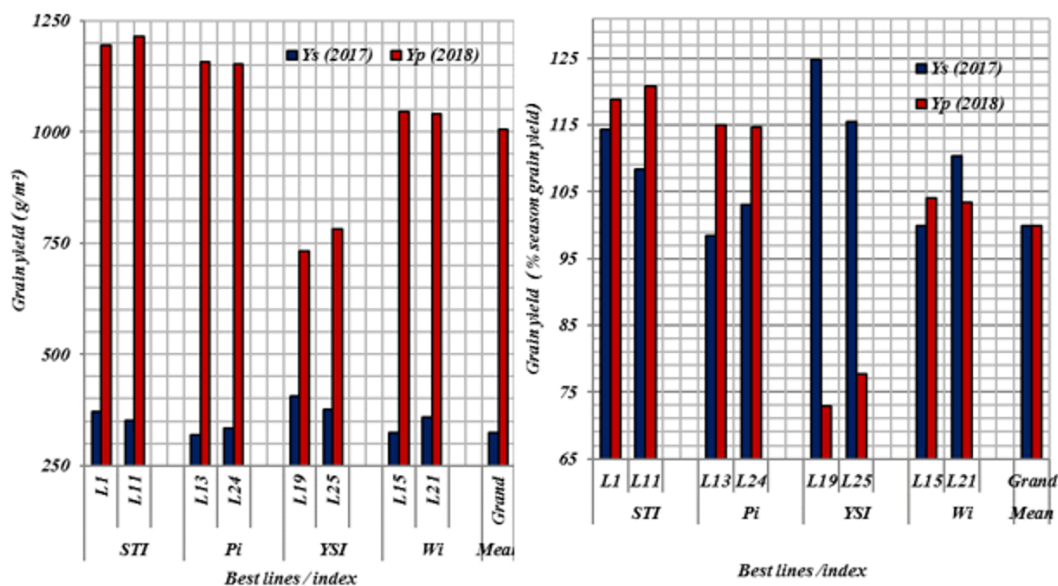 Grain yield ( g/m²)
1250
1000
750
500
250
Ys (2017) Yp (2018)
L1 L11 L13 L24 L19 L25 L15 L21 Grand
STI Pi YSI Wi Mean
Best lines / index
Grain yield ( % season grain yield)
125
115
105
95
85
75
65
Ys (2017)
Yp (2018)
L1 L11 L13 L24 L19 L25 L15 L21 Grand
STI Pi YSI Wi Mean
Best lines /index